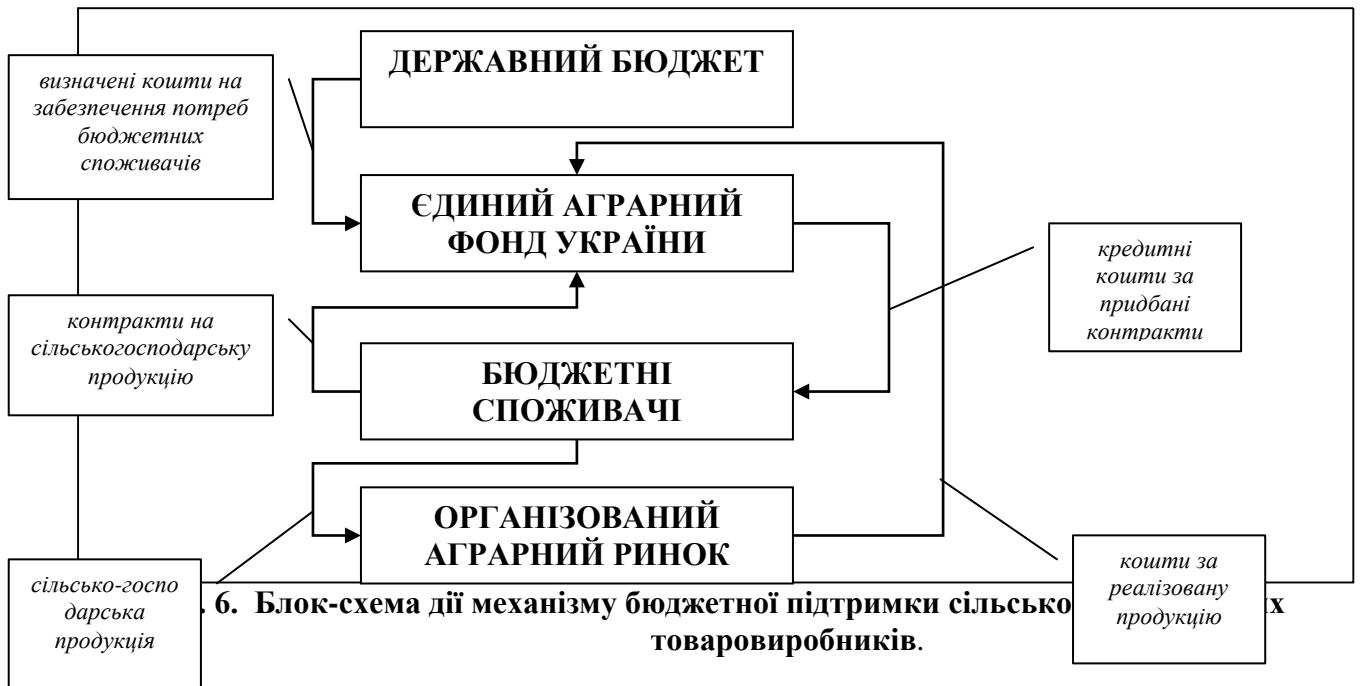 ДЕРЖАВНИЙ БЮДЖЕТ
визначені кошти на
забезпечення потреб
бюджетних
споживачів
ЄДИНИЙ АГРАРНИЙ
ФОНД УКРАЇНИ
кредитні
кошти за
придбані
контракти
контракти на
сільськогосподарську
продукцію
БЮДЖЕТНІ
СПОЖИВАЧІ
ОРГАНІЗОВАНИЙ
АГРАРНИЙ РИНОК
сільсько-госпо
дарська
продукція
кошти за
реалізовану
продукцію
. 6. Блок-схема дії механізму бюджетної підтримки сільсько х
товаровиробників.